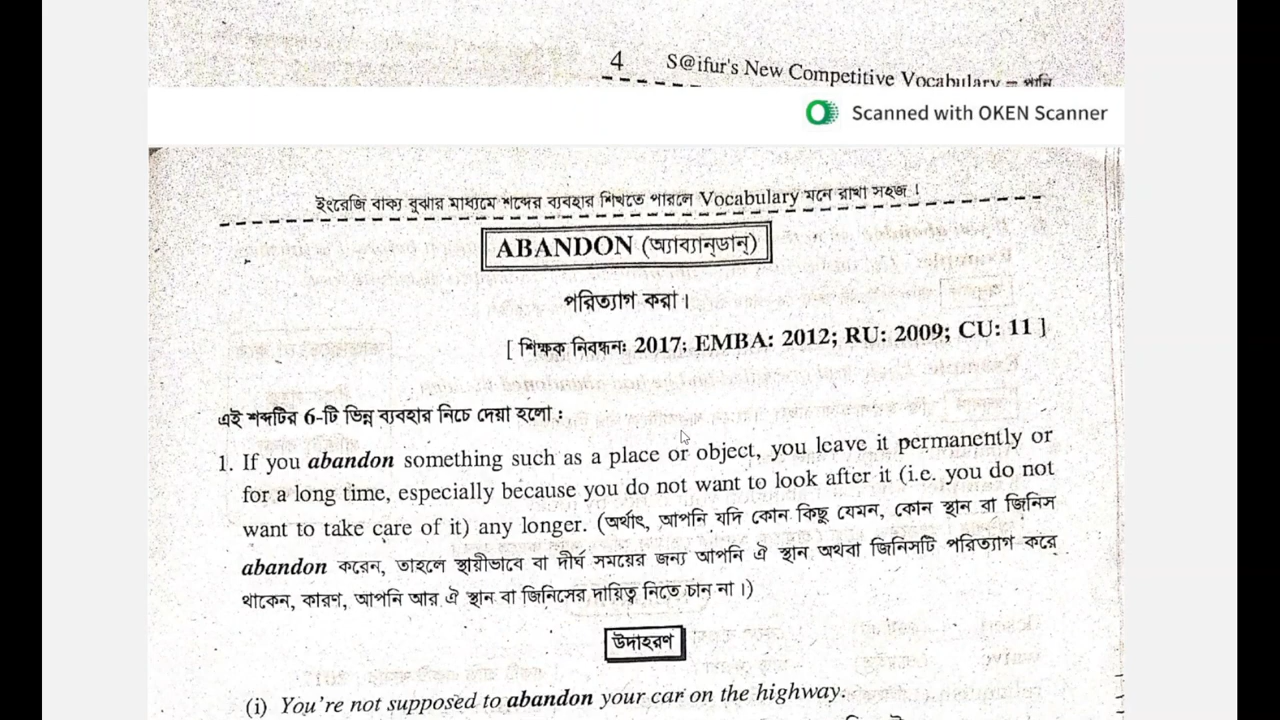 4 S@ifur's New Competitive Vocabulary –
Scanned with OKEN Scanner
ইংরেজি বাক্য বুঝার মাধ্যমে শব্দের ব্যবহার শিখতে পারলে Vocabulary মনে রাখা সহজ !
ABANDON (অ্যাব্যান্‌ডান্‌)
পরিত্যাগ করা।
[ শিক্ষক নিবন্ধনঃ 2017; EMBA: 2012; RU: 2009; CU: 11 ]
এই শব্দটির 6-টি ভিন্ন ব্যবহার নিচে দেয়া হলো :
1. If you abandon something such as a place or object, you leave it permanently or
for a long time, especially because you do not want to look after it (i.e. you do not
want to take care of it) any longer. (অর্থাৎ, আপনি যদি কোন কিছু যেমন, কোন স্থান বা জিনিস
abandon করেন, তাহলে স্থায়ীভাবে বা দীর্ঘ সময়ের জন্য আপনি ঐ স্থান অথবা জিনিসটি পরিত্যাগ করে
থাকেন, কারণ, আপনি আর ঐ স্থান বা জিনিসের দায়িত্ব নিতে চান না।)
উদাহরণ
(i) You're not supposed to abandon your car on the highway.